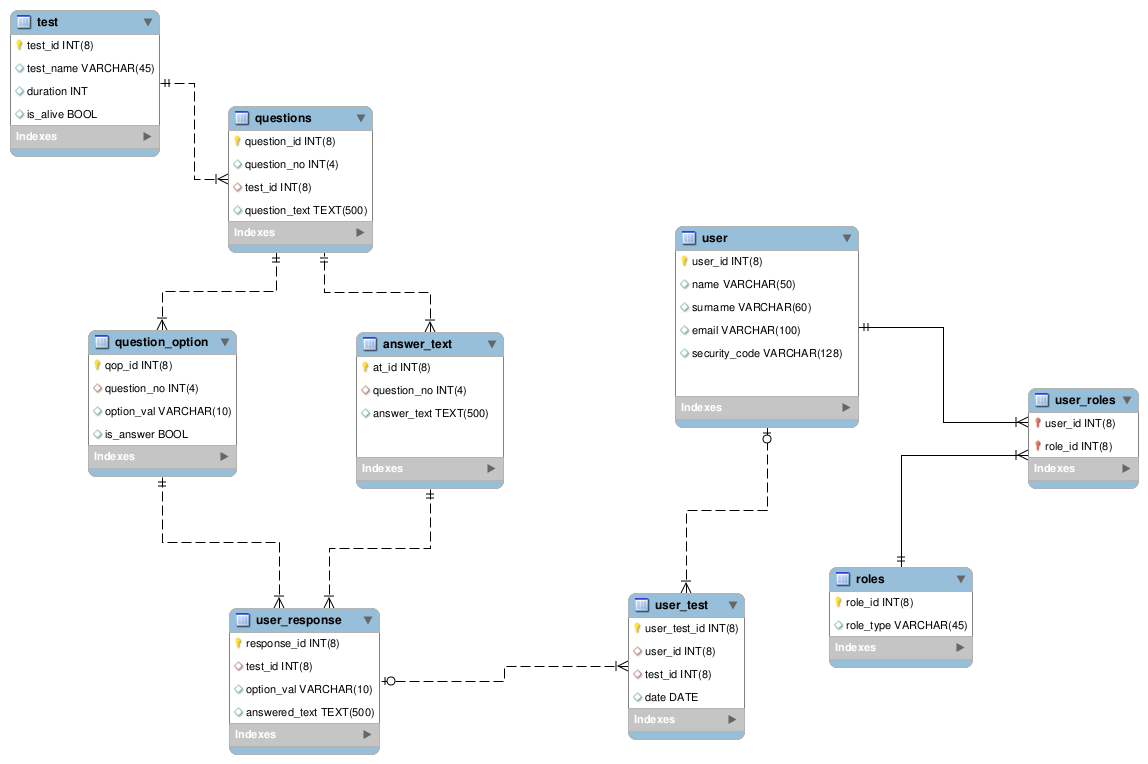 test
test_id INT(8)
test_name VARCHAR(45)
duration INT
is_alive BOOL
Indexes
questions
question_id INT(8)
question_no INT(4)
test_id INT(8)
question_text TEXT(500)
Indexes
question_option
qop_id INT(8)
question_no INT(4)
option_val VARCHAR(10)
is_answer BOOL
Indexes
answer_text
at_id INT(8)
question_no INT(4)
answer_text TEXT(500)
Indexes
user
user_id INT(8)
name VARCHAR(50)
surname VARCHAR(60)
email VARCHAR(100)
security_code VARCHAR(128)
Indexes
user_roles
user_id INT(8)
role_id INT(8)
Indexes
roles
role_id INT(8)
role_type VARCHAR(45)
Indexes
user_response
response_id INT(8)
test_id INT(8)
option_val VARCHAR(10)
answered_text TEXT(500)
Indexes
user_test
user_test_id INT(8)
user_id INT(8)
test_id INT(8)
date DATE
Indexes